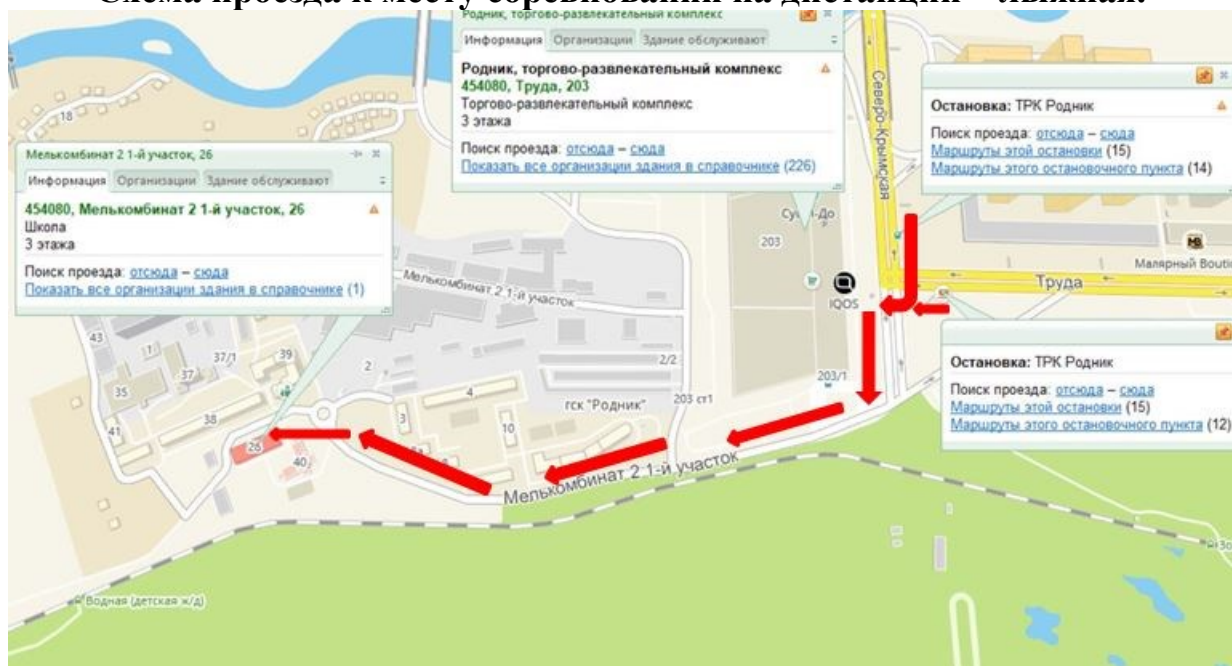 Схема проезда к месту соревнований на дистанции – лыжная.
Родник, торгово-развлекательный комплекс
Информация Организации Здание обслуживают
Родник, торгово-развлекательный комплекс
454080, Труда, 203
Торгово-развлекательный комплекс
3 этажа
Поиск проезда: отсюда – сюда
Показать все организации здания в справочнике (226)
Северо-Крымская
Остановка: ТРК Родник
Поиск проезда: отсюда – сюда
Маршруты этой остановки (15)
Маршруты этого остановочного пункта (14)
18
Мелькомбинат 2 1-й участок, 26
Информация Организации Здание обслуживают
454080, Мелькомбинат 2 1-й участок, 26
Школа
3 этажа
Поиск проезда: отсюда – сюда
Показать все организации здания в справочнике (1)
203
Малярный Boutiq
Труда
IQOS
Мелькомбинат 2 1-й участок
Остановка: ТРК Родник
Поиск проезда: отсюда – сюда
Маршруты этой остановки (15)
Маршруты этого остановочного пункта (12)
43
37/1
39
37
35
2
2/2
203/1
4
гск "Родник"
203 ст1
38
3
10
41
26
40
Мелькомбинат 2 1-й участок
Водная (детская ж/д)